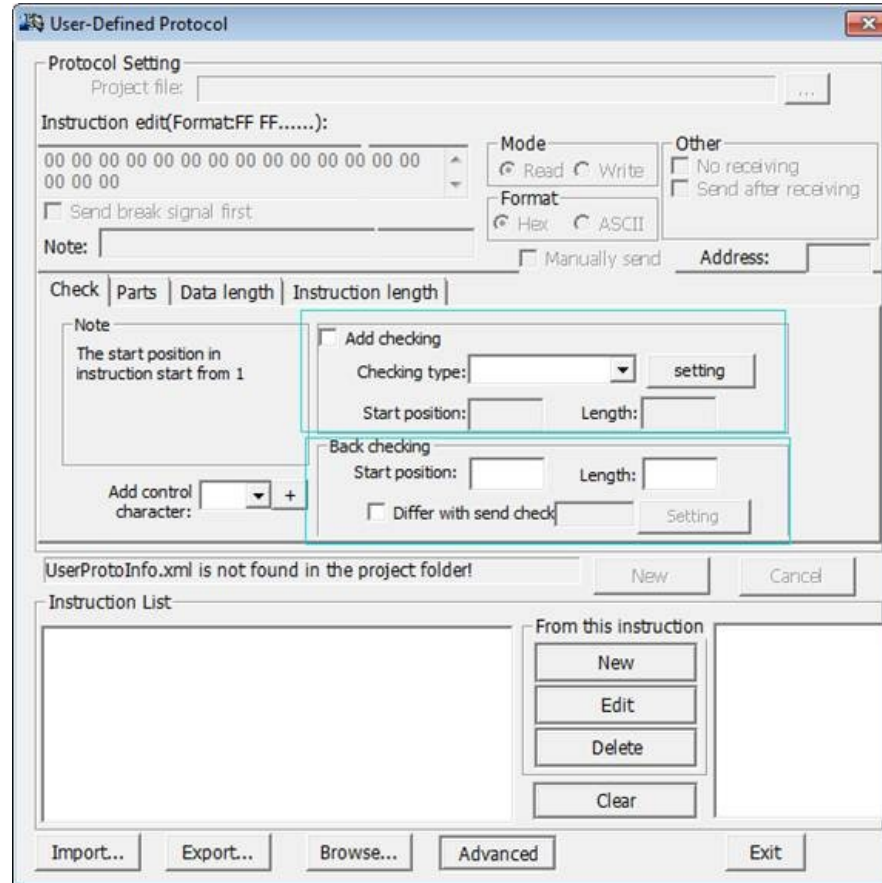 User-Defined Protocol
Protocol Setting
Project file:
...
Instruction edit(Format:FF FF......):
00 00 00 00 00 00 00 00 00 00 00 00 00 00
00 00 00
Mode
Read Write
Other
No receiving
Send after receiving
Send break signal first
Format
Hex ASCII
Note:
Manually send
Address:
Check Parts Data length Instruction length
Note
The start position in
instruction start from 1
Add checking
Checking type:
setting
Start position:
Length:
Back checking
Start position:
Length:
Differ with send check
Setting
Add control
character:
+
UserProtoInfo.xml is not found in the project folder!
New
Cancel
Instruction List
From this instruction
New
Edit
Delete
Clear
Import...
Export...
Browse...
Advanced
Exit